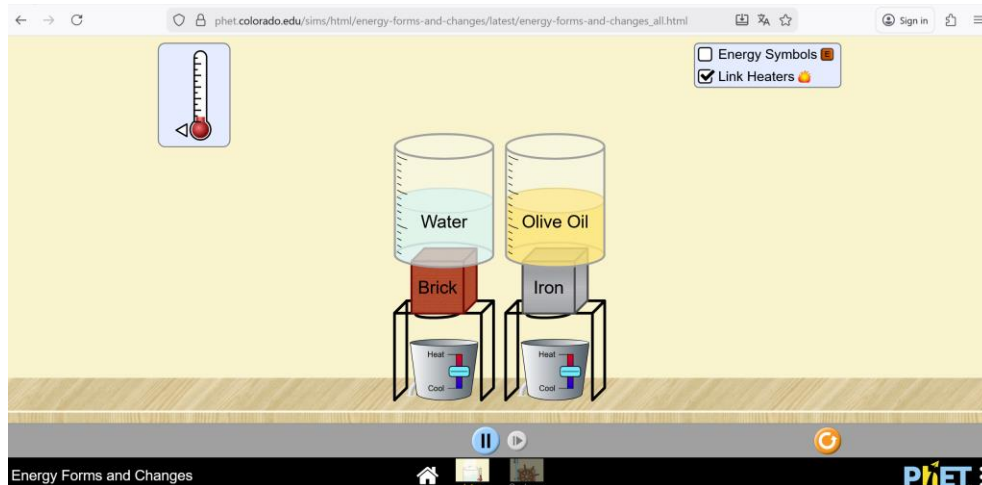 phet.colorado.edu/sims/html/energy-forms-and-changes/latest/energy-forms-and-changes_all.html
Sign in
Energy Symbols E
Link Heaters
Water
Olive Oil
Brick
Iron
Heat
Heat
Cool
Cool
Energy Forms and Changes
PhET